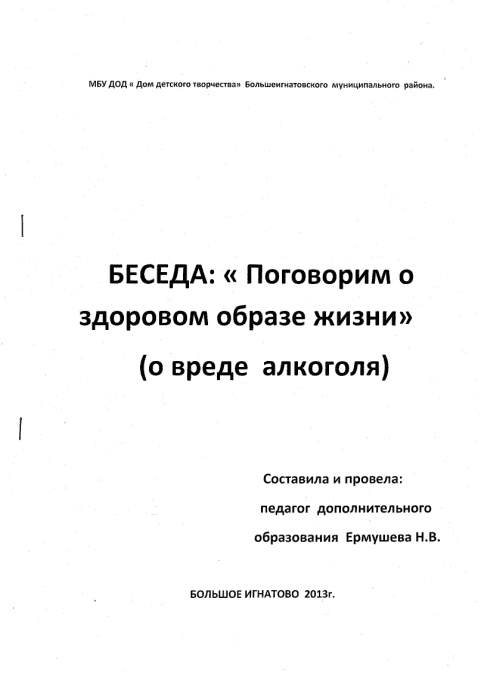 МБУ ДОД « Дом детского творчества» Большеигнатовского муниципального района.
БЕСЕДА: « Поговорим о
здоровом образе жизни»
(о вреде алкоголя)
Составила и провела:
педагог дополнительного
образования Ермушева Н.В.
БОЛЬШОЕ ИГНАТОВО 2013г.